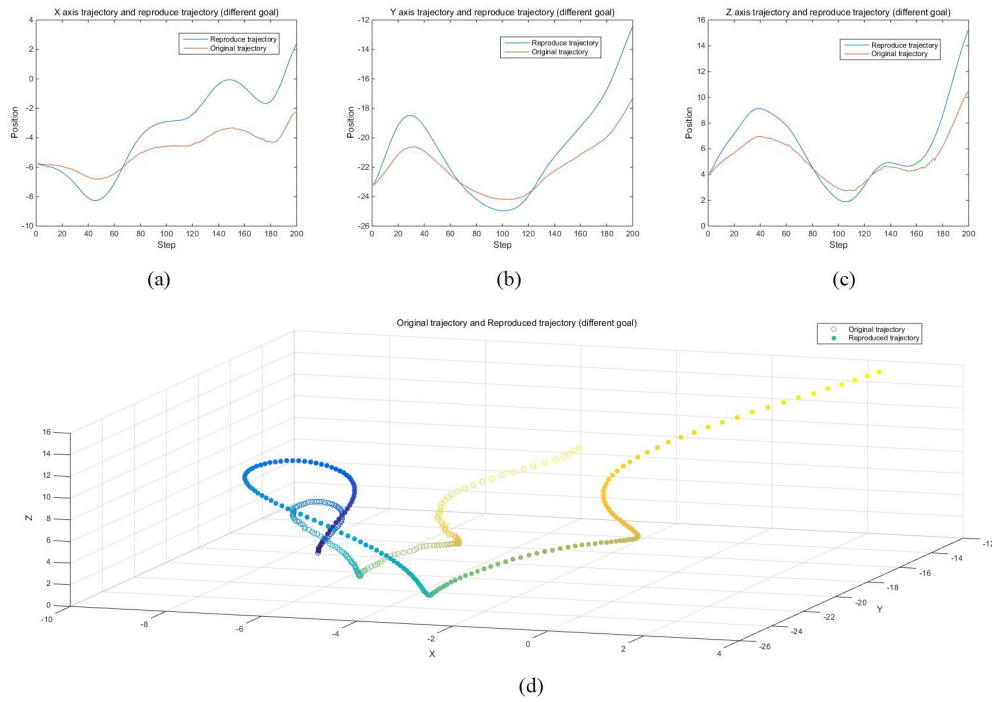 X axis trajectory and reproduce trajectory (different goal)
Reproduce trajectory
Original trajectory
Position
4
2
0
-2
-4
-6
-8
-10
0 20 40 60 80 100 120 140 160 180 200
Step
(a)
Y axis trajectory and reproduce trajectory (different goal)
Reproduce trajectory
Original trajectory
Position
-12
-14
-16
-18
-20
-22
-24
-26
0 20 40 60 80 100 120 140 160 180 200
Step
(b)
Z axis trajectory and reproduce trajectory (different goal)
Reproduce trajectory
Original trajectory
Position
16
14
12
10
8
6
4
2
0 20 40 60 80 100 120 140 160 180 200
Step
(c)
Original trajectory and Reproduced trajectory (different goal)
Original trajectory
Reproduced trajectory
Z
16
14
12
10
8
6
4
2
0
-10
-8
-6
-4
-2
0
2
4
X
-26
-24
-22
-20
-18
-16
-14
-12
Y
(d)